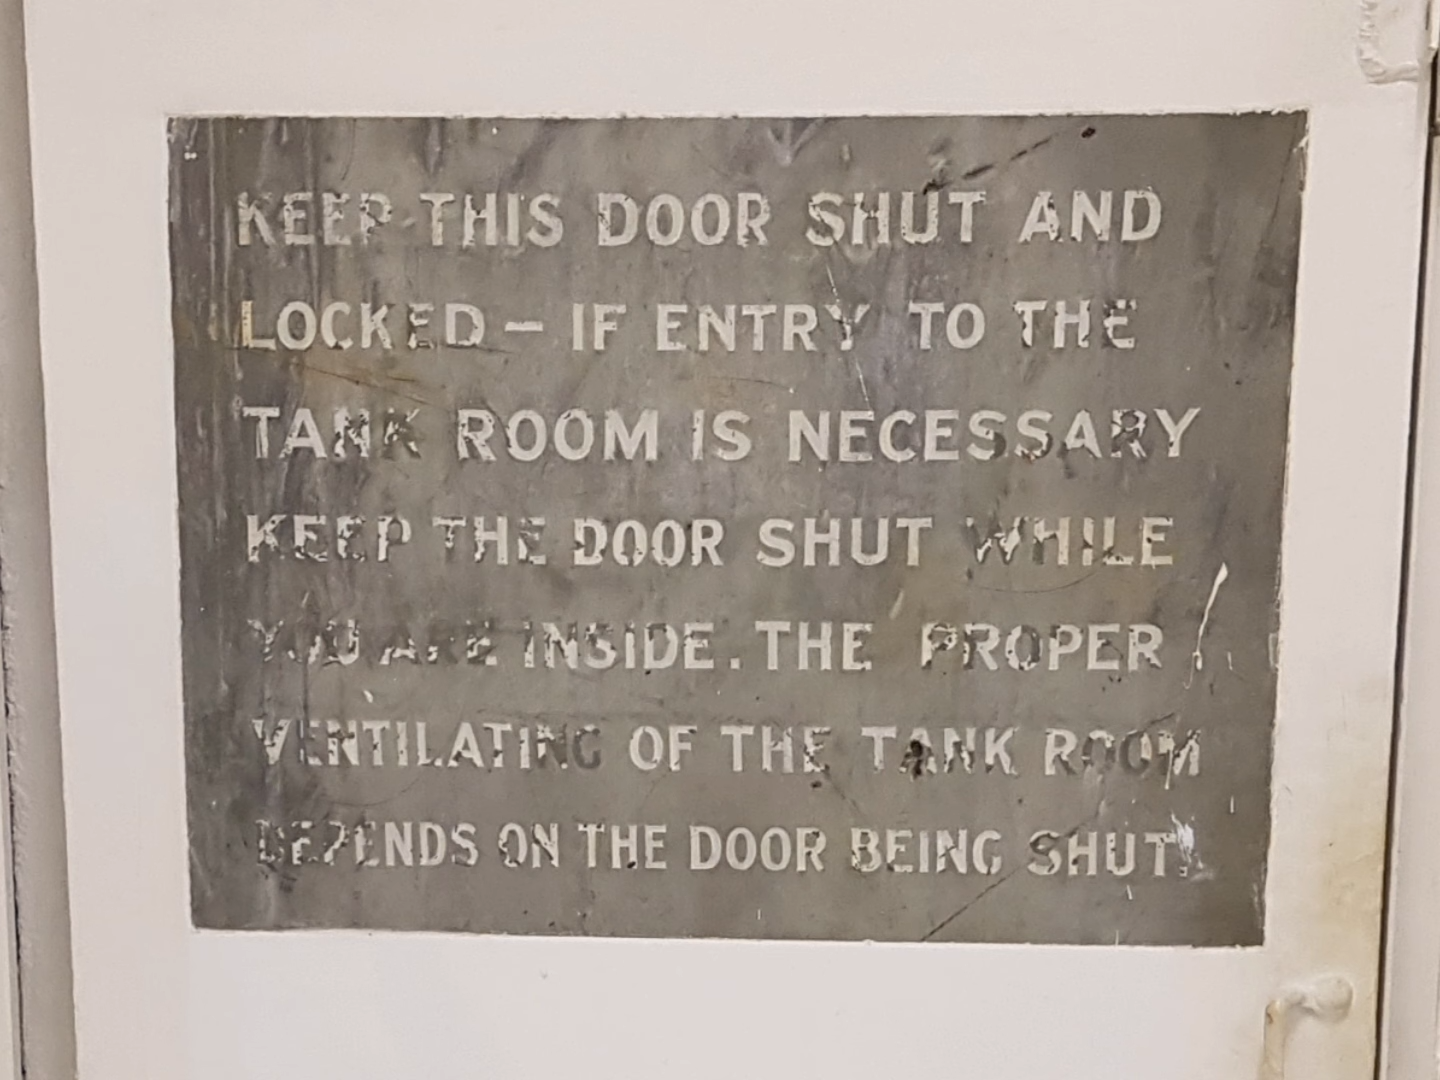 KEEP THIS DOOR SHUT AND
LOCKED - IF ENTRY TO THE
TANK ROOM IS NECESSARY
KEEP THE DOOR SHUT WHILE
YOU ARE INSIDE. THE PROPER
VENTILATING OF THE TANK ROOM
DEPENDS ON THE DOOR BEING SHUT.